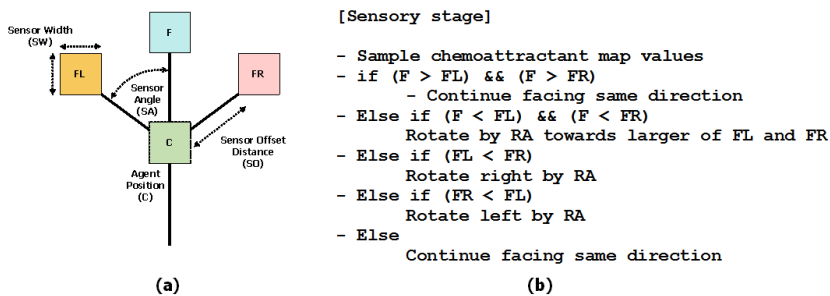 Sensor Width
(SW)
F
FL
FR
Sensor
Angle
(SA)
C
Sensor Offset
Distance
(SO)
Agent
Position
(C)
(a)
[Sensory stage]
- Sample chemoattractant map values
- if (F > FL) && (F > FR)
- Continue facing same direction
- Else if (F < FL) && (F < FR)
Rotate by RA towards larger of FL and FR
- Else if (FL < FR)
Rotate right by RA
- Else if (FR < FL)
Rotate left by RA
- Else
Continue facing same direction
(b)